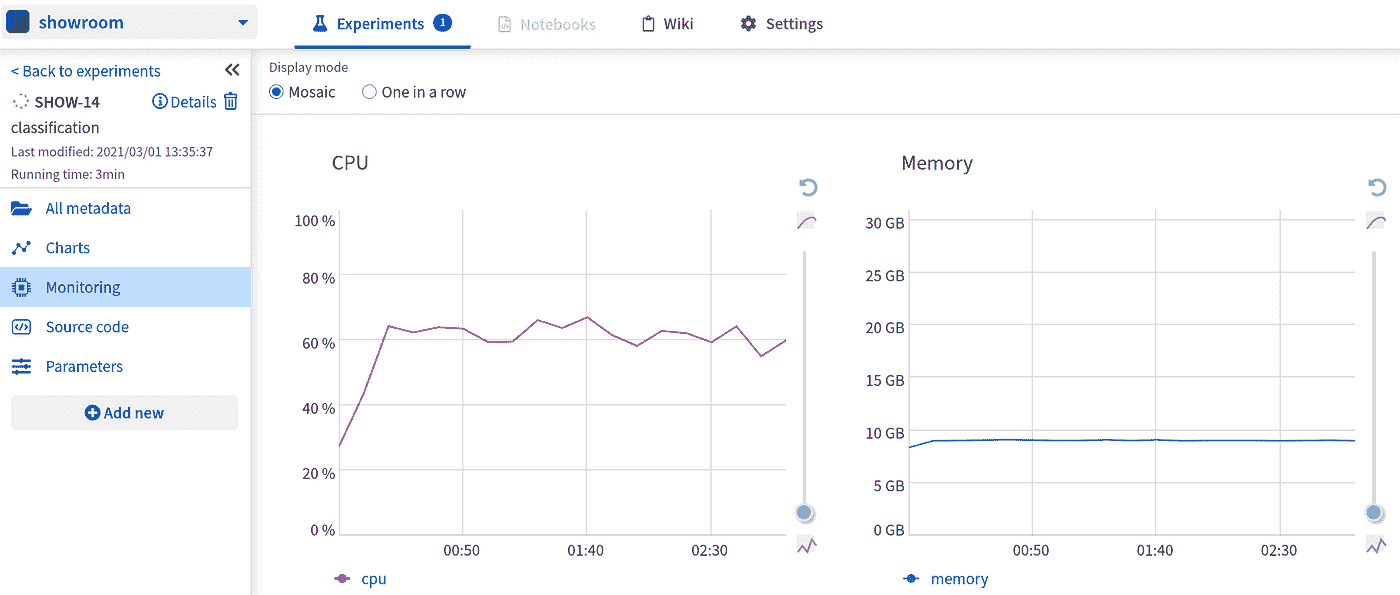 showroom
Experiments 1
Notebooks
Wiki
Settings
< Back to experiments
SHOW-14
Details
classification
Last modified: 2021/03/01 13:35:37
Running time: 3min
All metadata
Charts
Monitoring
Source code
Parameters
Add new
Display mode
Mosaic
One in a row
CPU
100 %
80 %
60 %
40 %
20 %
0 %
00:50 01:40 02:30
cpu
Memory
30 GB
25 GB
20 GB
15 GB
10 GB
5 GB
0 GB
00:50 01:40 02:30
memory